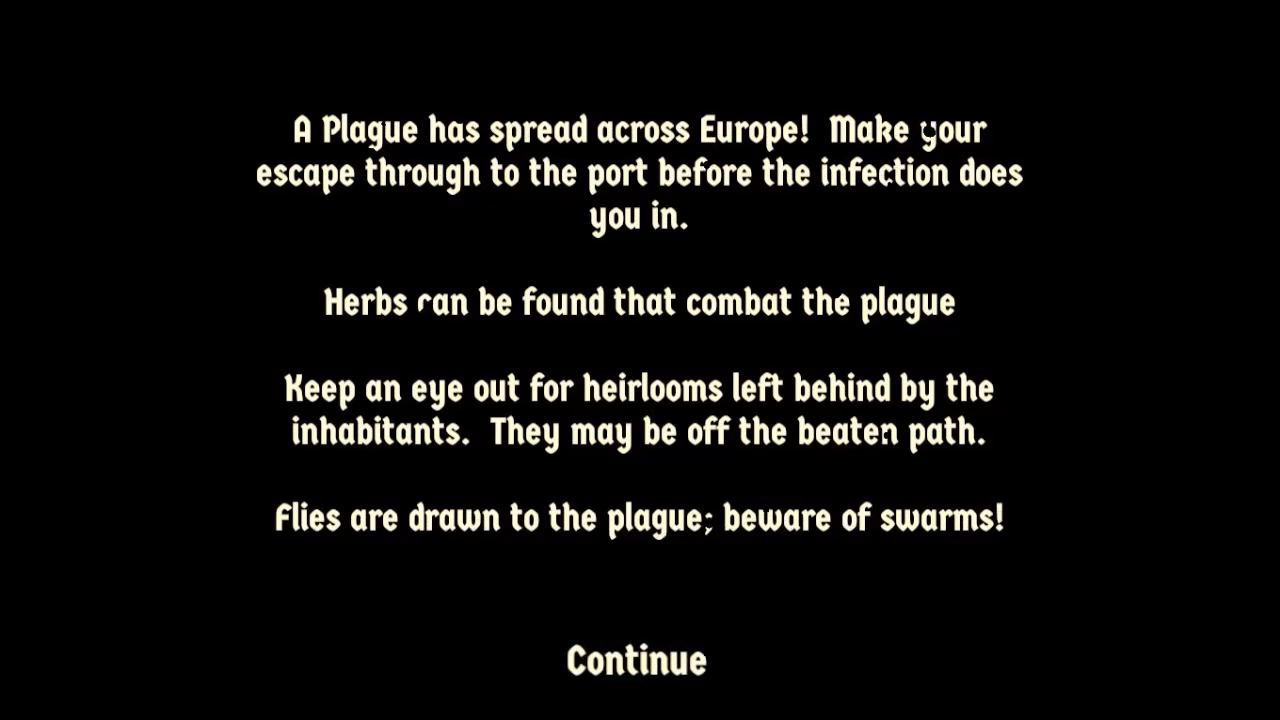 A Plague has spread across Europe!  Make your
escape through to the port before the infection does
you in.
Herbs can be found that combat the plague
Keep an eye out for heirlooms left behind by the
inhabitants.  They may be off the beaten path.
Flies are drawn to the plague; beware of swarms!
Continue